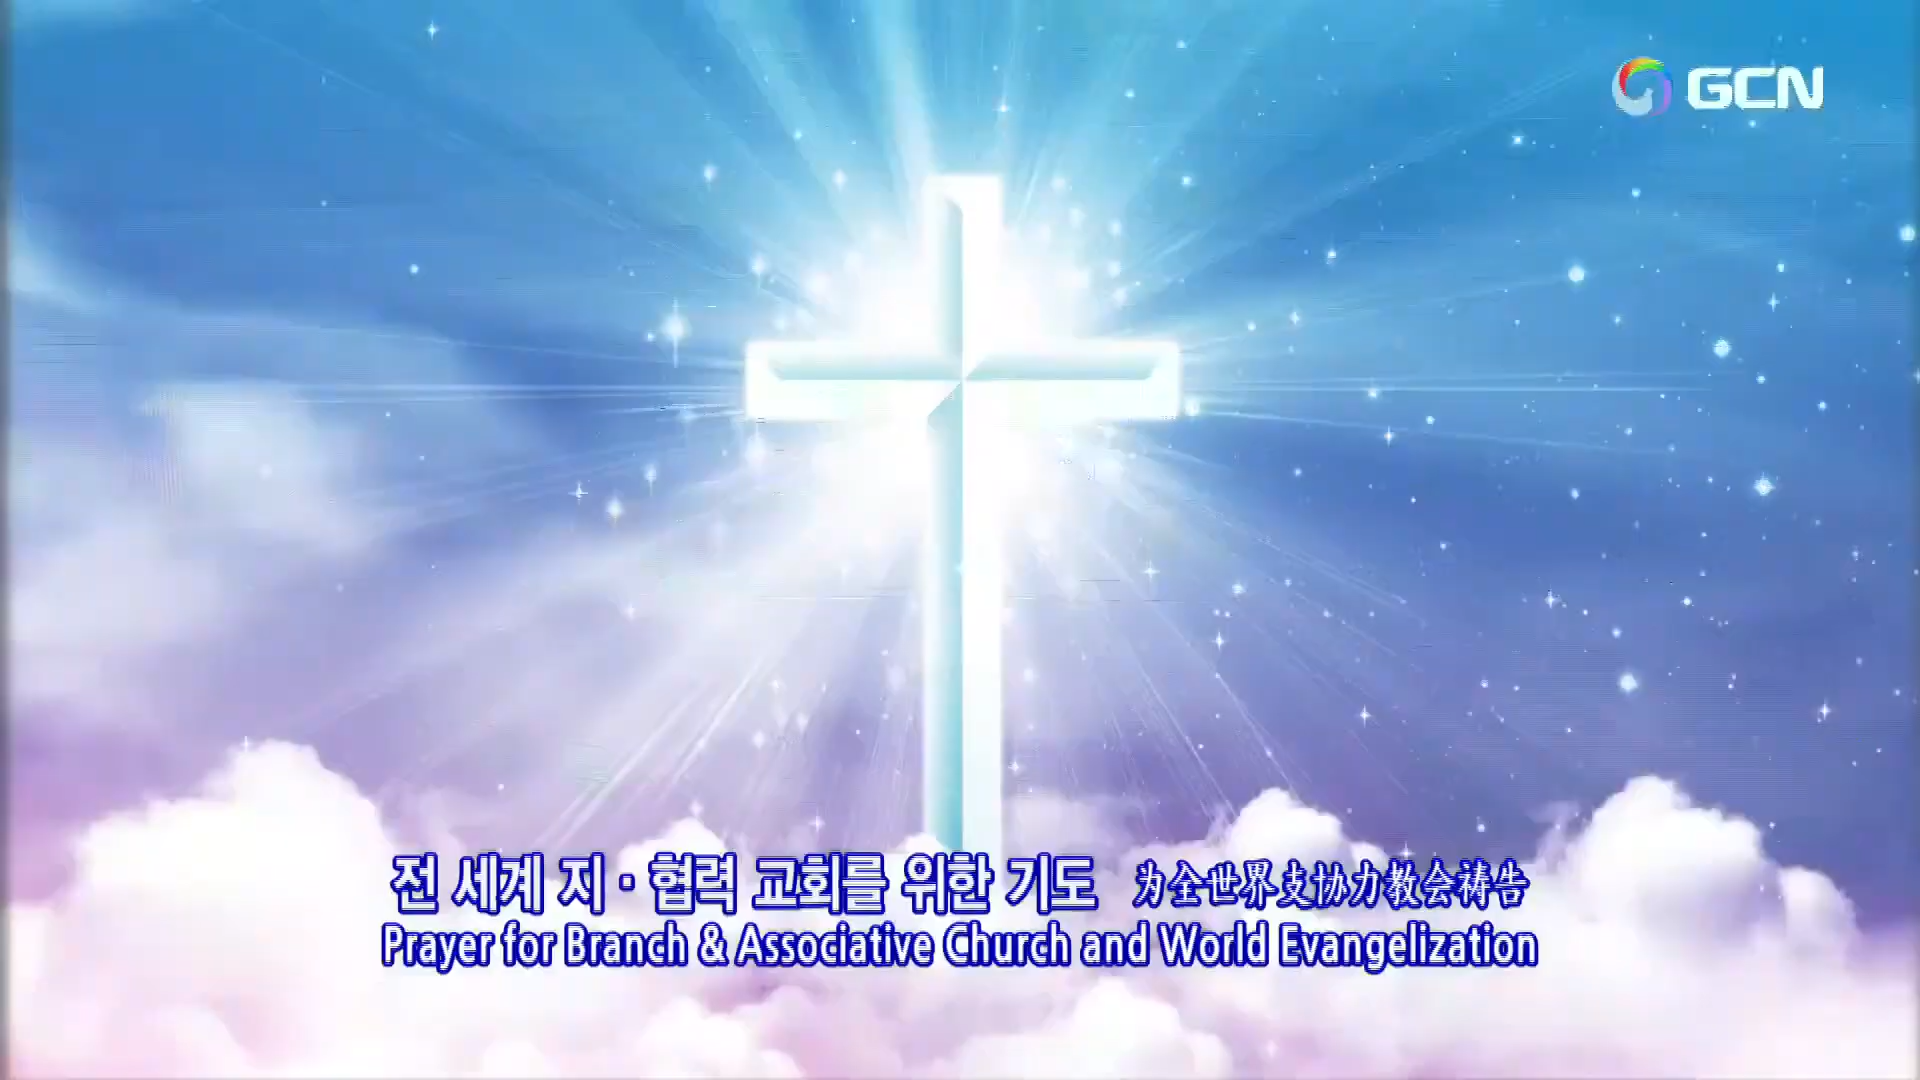 GCN
전 세계 지·협력 교회를 위한 기도 为全世界支协力教会祷告
Prayer for Branch & Associative Church and World Evangelization